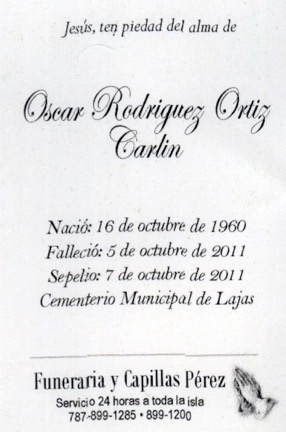 Jesús, ten piedad del alma de
Oscar Rodriguez Ortiz
Carlin
Nació: 16 de octubre de 1960
Falleció: 5 de octubre de 2011
Sepelio: 7 de octubre de 2011
Cementerio Municipal de Lajas
Funeraria y Capillas Pérez
Servicio 24 horas a toda la isla
787-899-1285 • 899-1200